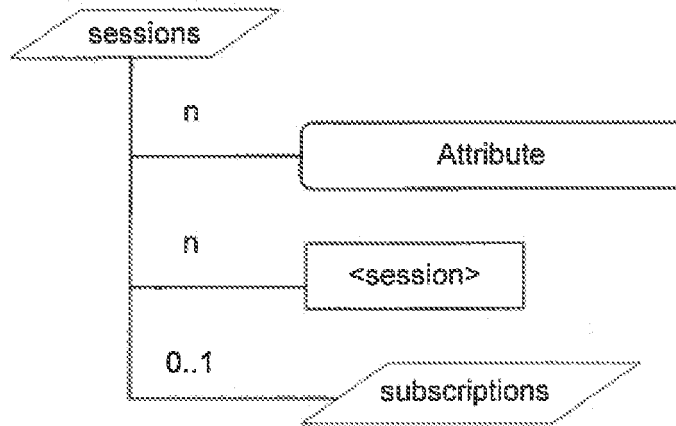 sessions
n
Attribute
n
<session>
0..1
subscriptions